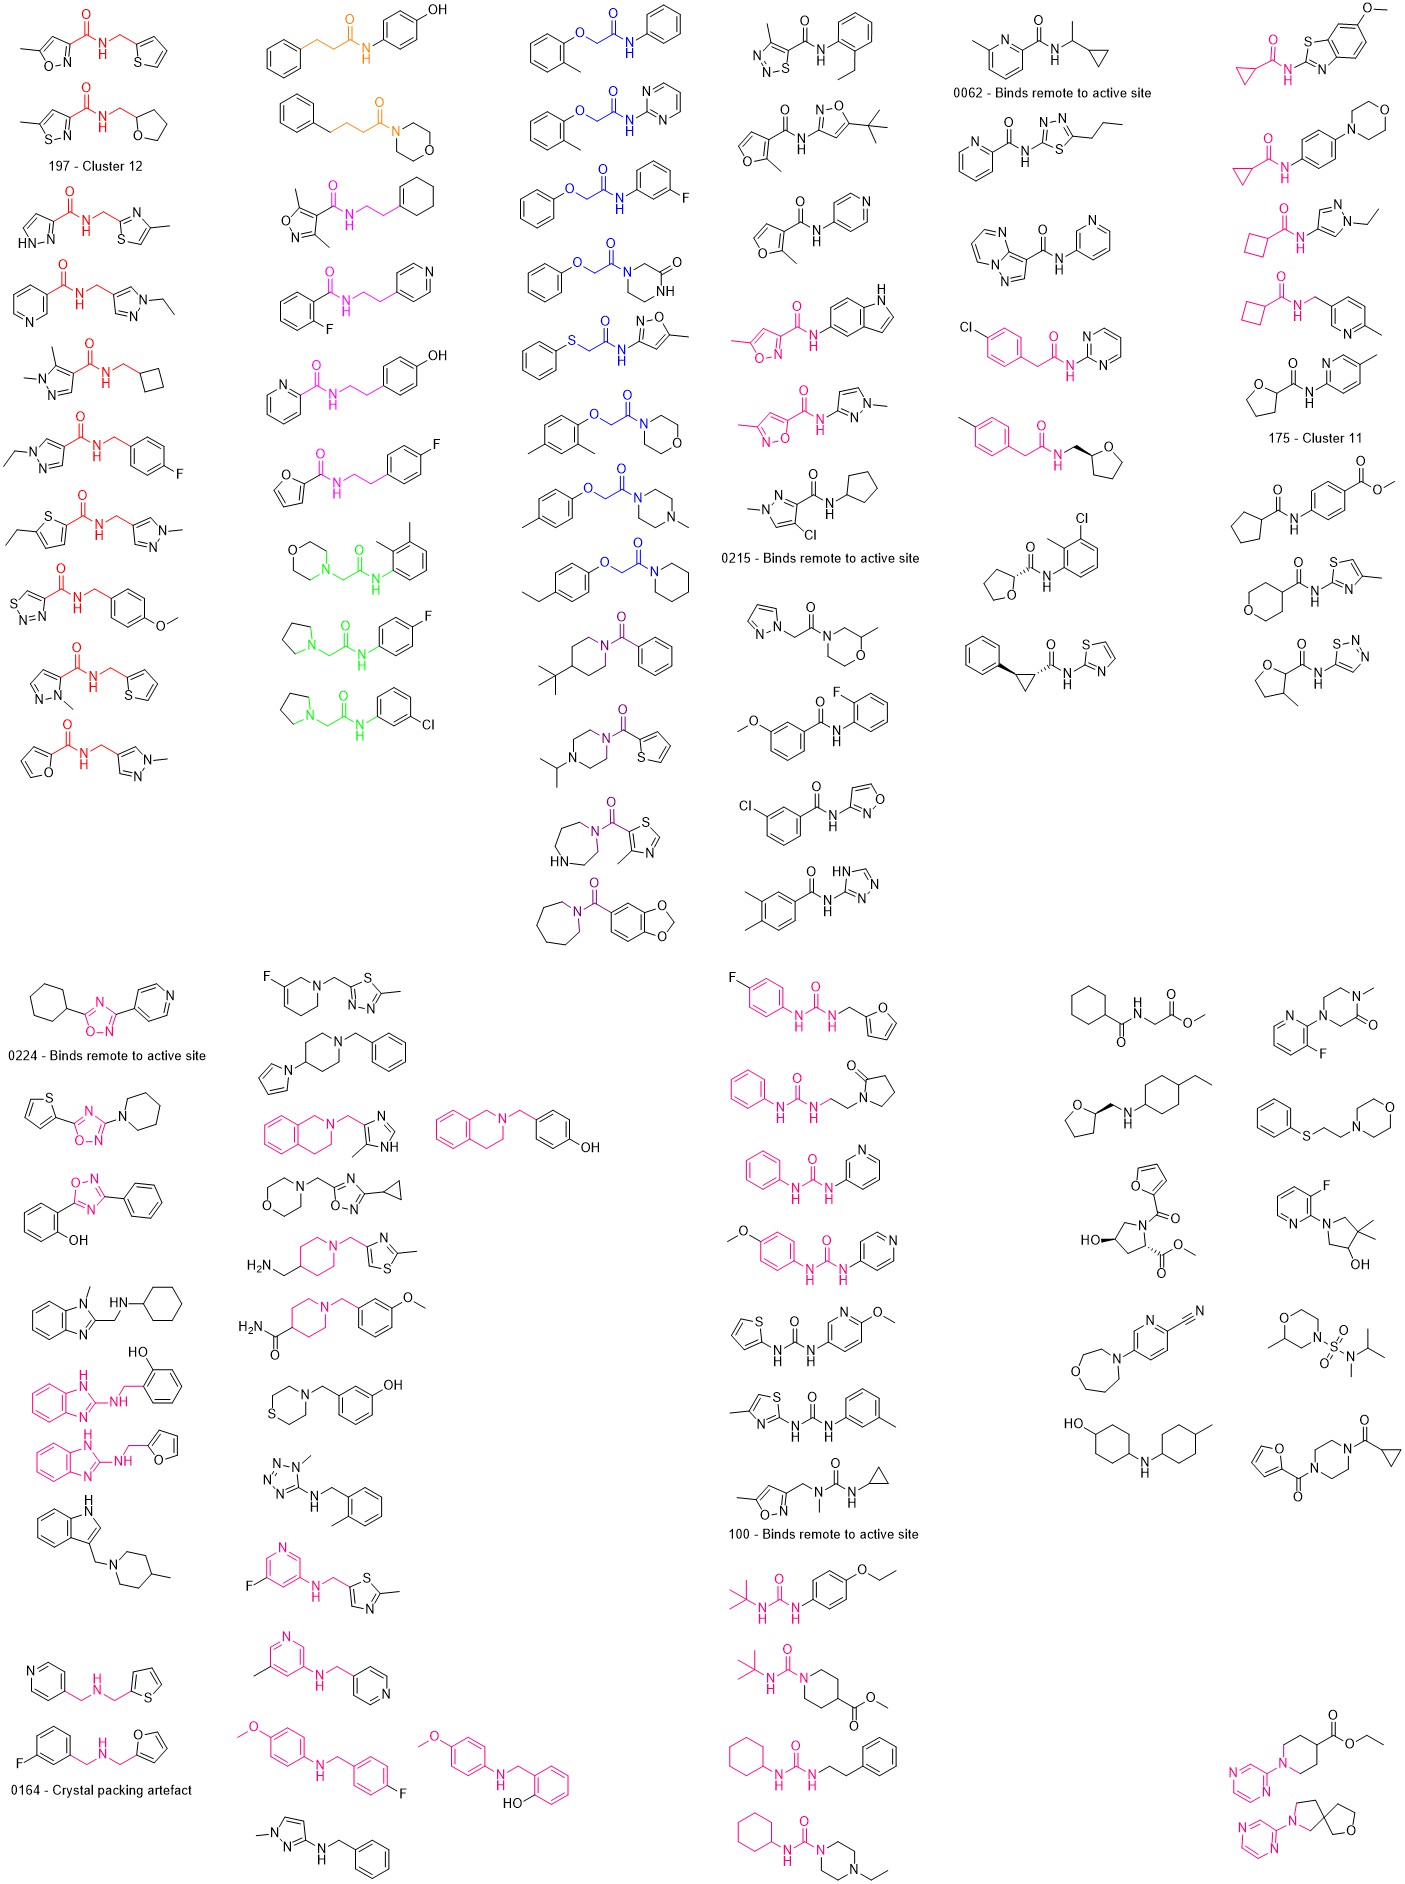 197 - Cluster 12
0062 - Binds remote to active site
175 - Cluster 11
0215 - Binds remote to active site
0224 - Binds remote to active site
100 - Binds remote to active site
0164 - Crystal packing artefact